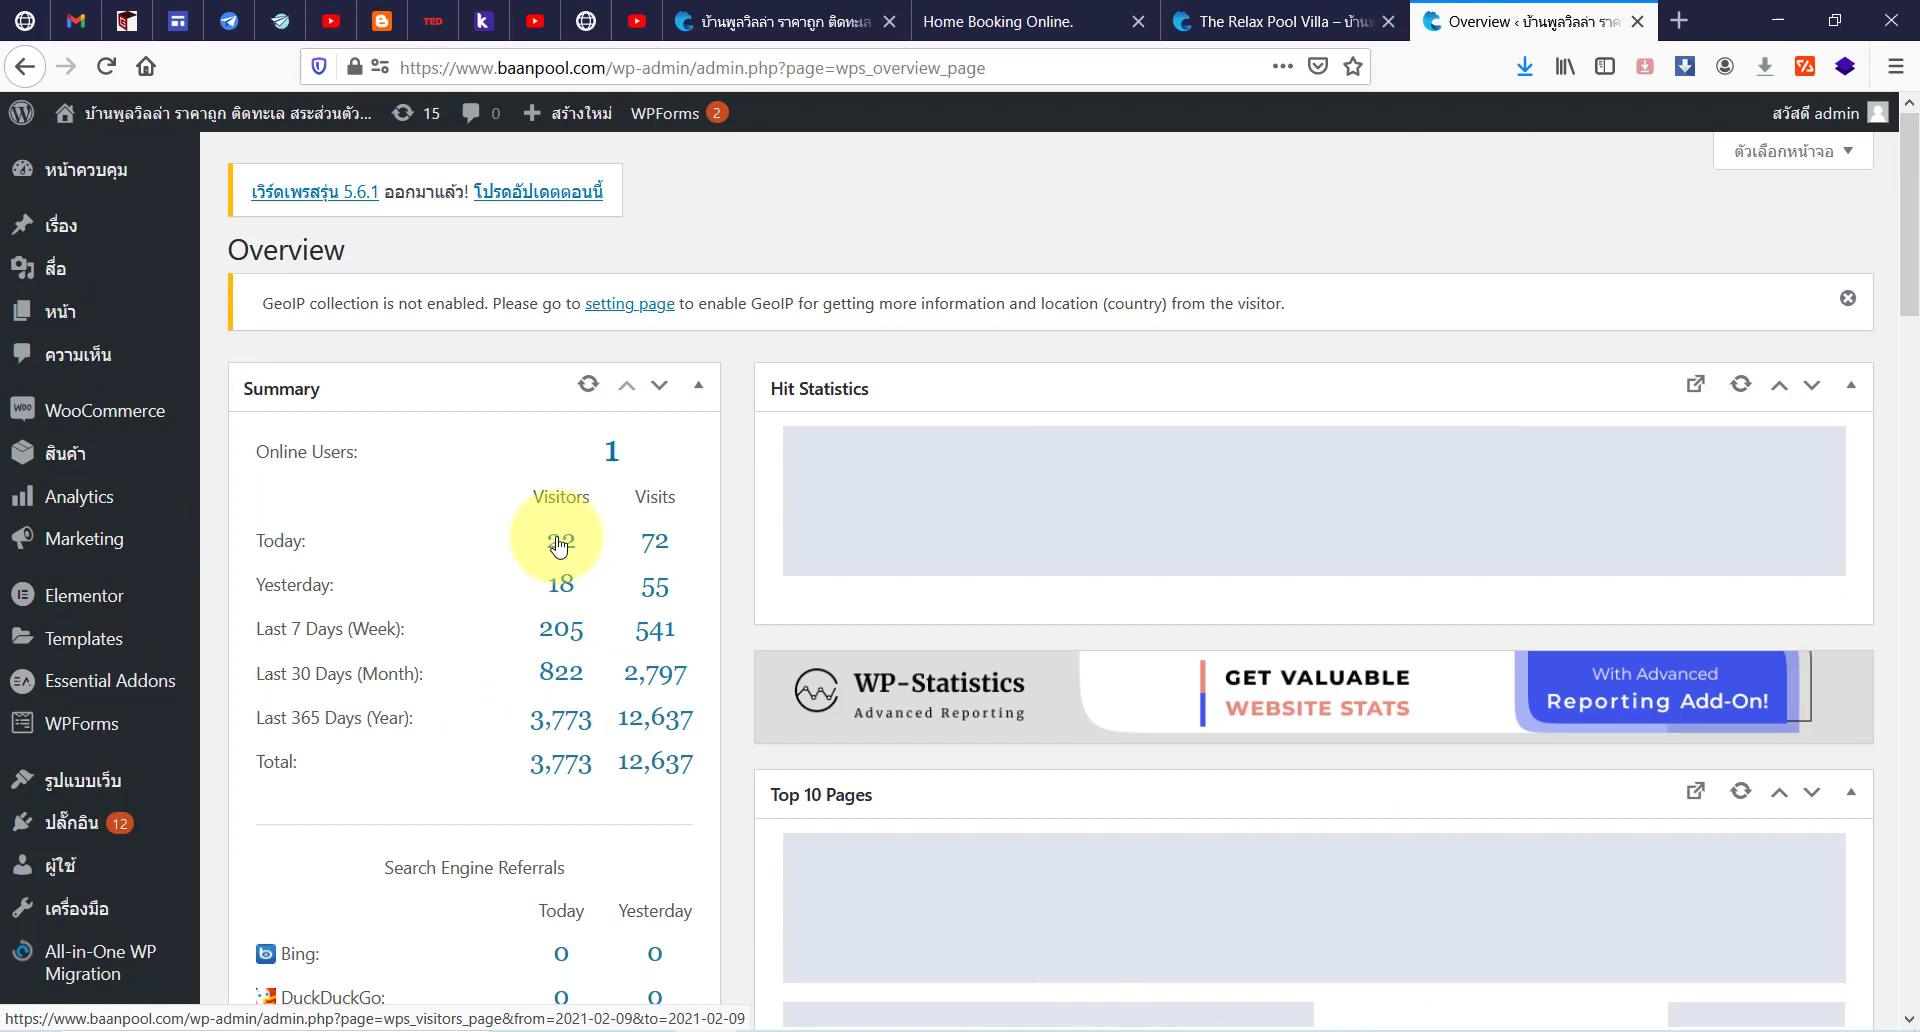 TED
k
บ้านพูลวิลล่า ราคาถูก ติดทะเล
Home Booking Online.
The Relax Pool Villa – บ้าน
Overview ‹ บ้านพูลวิลล่า ราค
https://www.baanpool.com/wp-admin/admin.php?page=wps_overview_page
บ้านพูลวิลล่า ราคาถูก ติดทะเล สระส่วนตัว... 15 0 สร้างใหม่ WPForms 2
สวัสดี admin
ตัวเลือกหน้าจอ
หน้าควบคุม
เรื่อง
สื่อ
หน้า
ความเห็น
WooCommerce
สินค้า
Analytics
Marketing
Elementor
Templates
Essential Addons
WPForms
รูปแบบเว็บ
ปลั๊กอิน 12
ผู้ใช้
เครื่องมือ
All-in-One WP
Migration
เวิร์ดเพรสรุ่น 5.6.1 ออกมาแล้ว! โปรดอัปเดตตอนนี้
Overview
GeoIP collection is not enabled. Please go to setting page to enable GeoIP for getting more information and location (country) from the visitor.
Summary
Online Users: 1
Visitors Visits
Today: 22 72
Yesterday: 18 55
Last 7 Days (Week): 205 541
Last 30 Days (Month): 822 2,797
Last 365 Days (Year): 3,773 12,637
Total: 3,773 12,637
Search Engine Referrals
Today Yesterday
Bing: 0 0
DuckDuckGo: 0 0
Hit Statistics
WP-Statistics
Advanced Reporting
GET VALUABLE
WEBSITE STATS
With Advanced
Reporting Add-On!
Top 10 Pages
https://www.baanpool.com/wp-admin/admin.php?page=wps_visitors_page&from=2021-02-09&to=2021-02-09